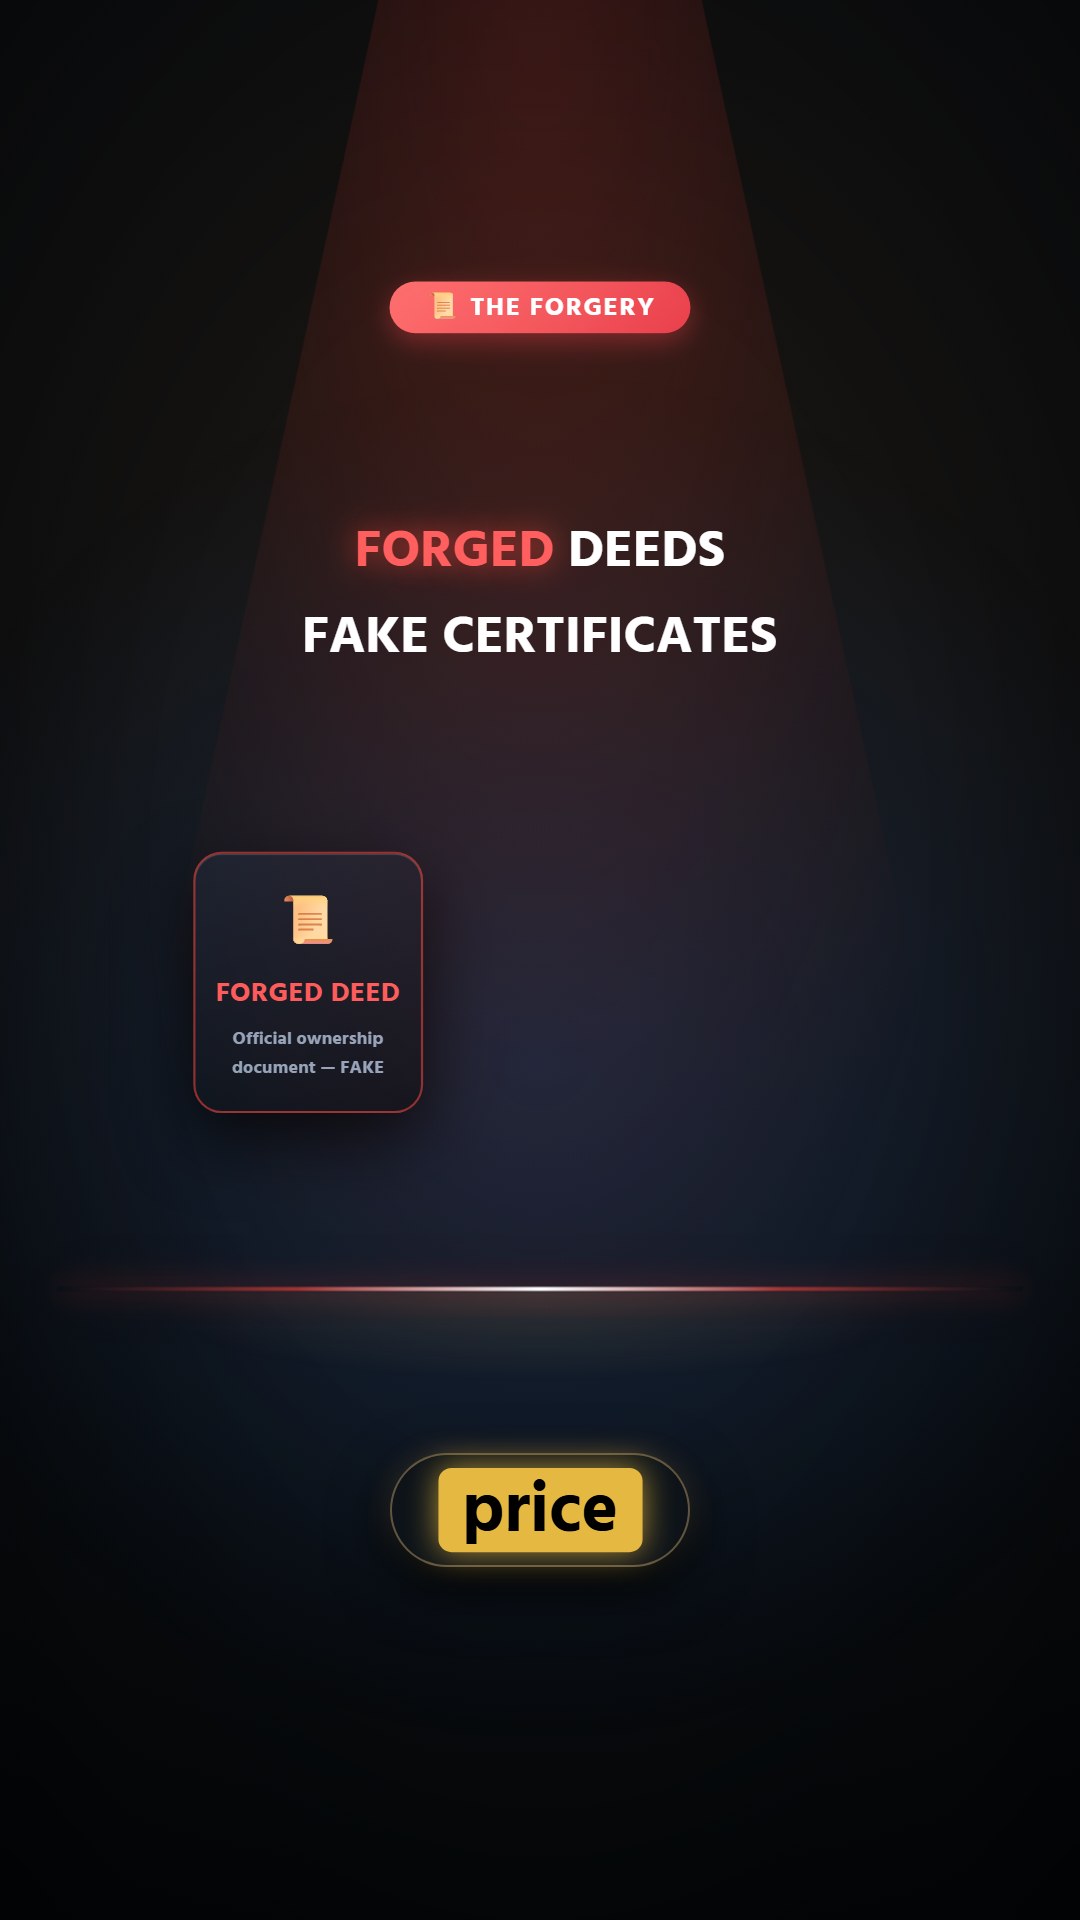 THE FORGERY
FORGED DEEDS
FAKE CERTIFICATES
FORGED DEED
Official ownership
document — FAKE
price